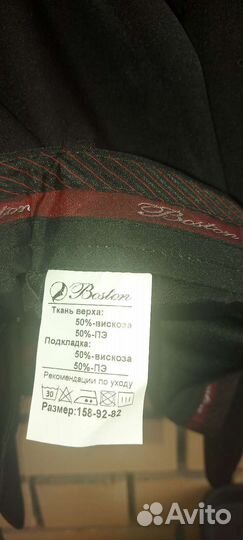 Boston
Boston
Ткань верха:
50%-вискоза
50%-ПЭ
Подкладка:
50%-вискоза
50%-ПЭ
Рекомендации по уходу
30
Размер:158-92-82
Avito